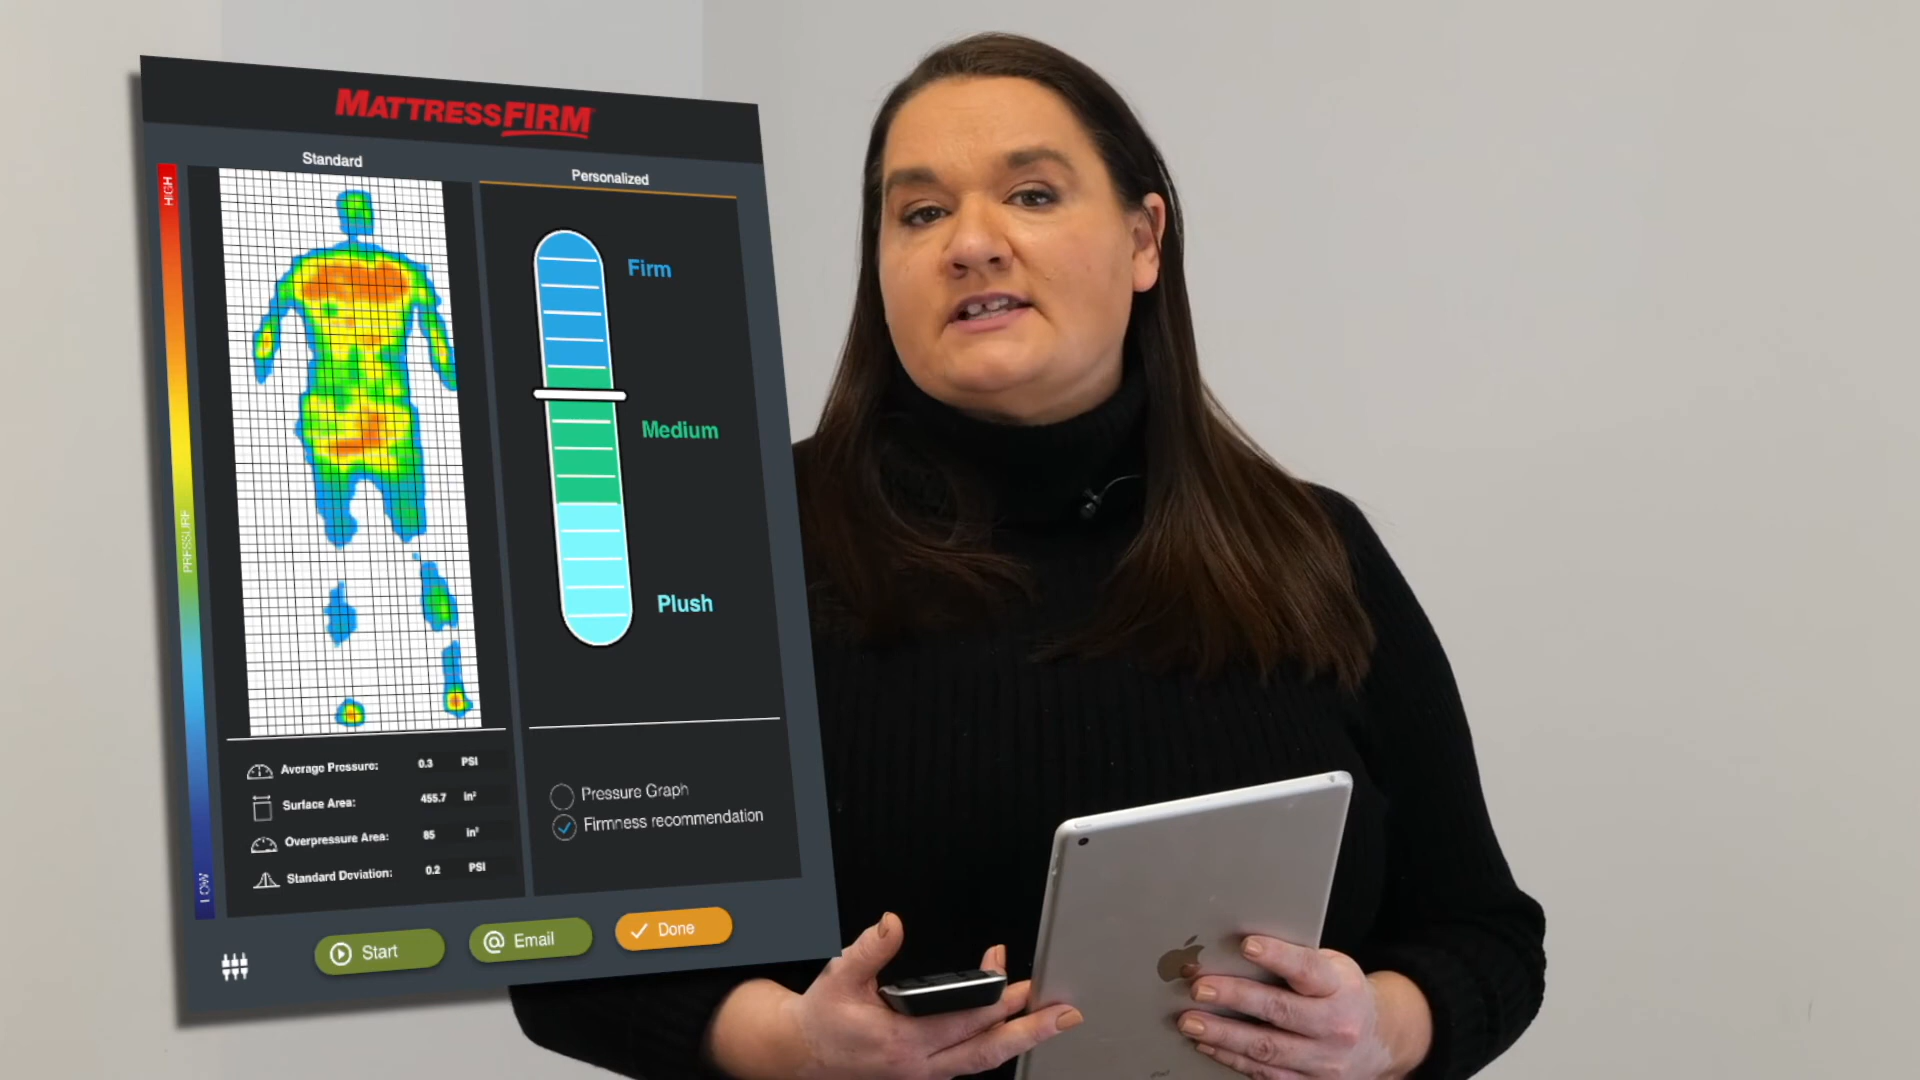 MATTRESSFIRM
Standard
Personalized
HIGH
PRESSURE
LOW
Firm
Medium
Plush
Average Pressure: 0.3 PSI
Surface Area: 455.7 in²
Overpressure Area: 85 in²
Standard Deviation: 0.2 PSI
Pressure Graph
Firmness recommendation
Start
Email
Done